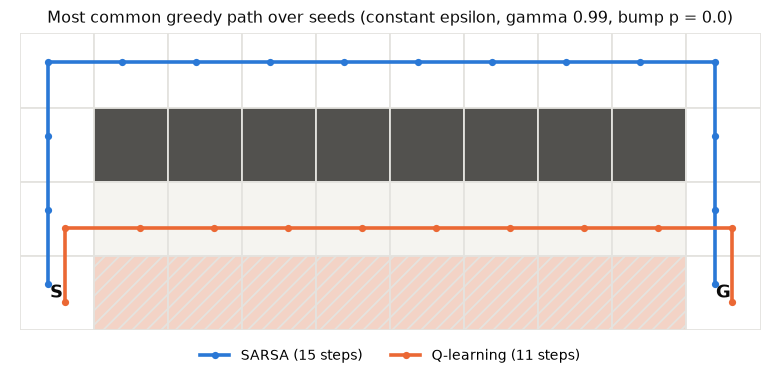 Most common greedy path over seeds (constant epsilon, gamma 0.99, bump p = 0.0)
S
G
SARSA (15 steps)
Q-learning (11 steps)